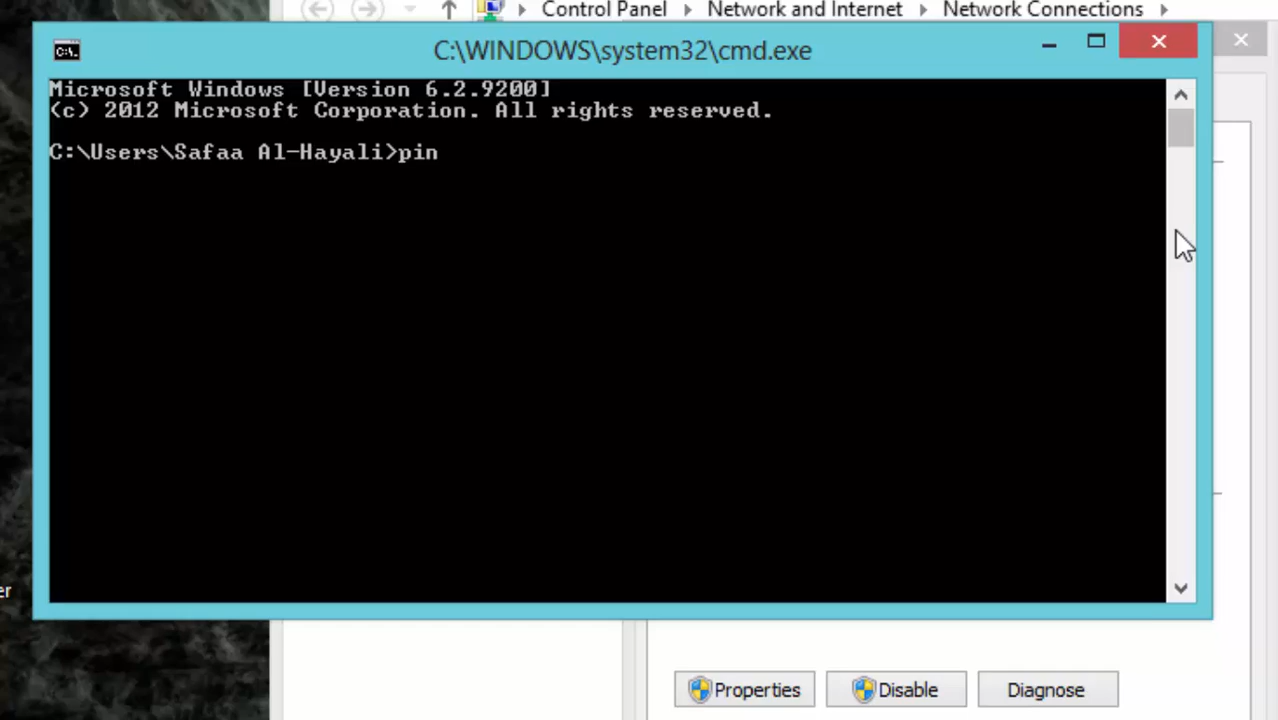 Control Panel Network and Internet Network Connections
C:\WINDOWS\system32\cmd.exe
C:\.
Microsoft Windows [Version 6.2.9200]
(c) 2012 Microsoft Corporation. All rights reserved.
C:\Users\Safaa Al-Hayali>pin
er
Properties Disable Diagnose